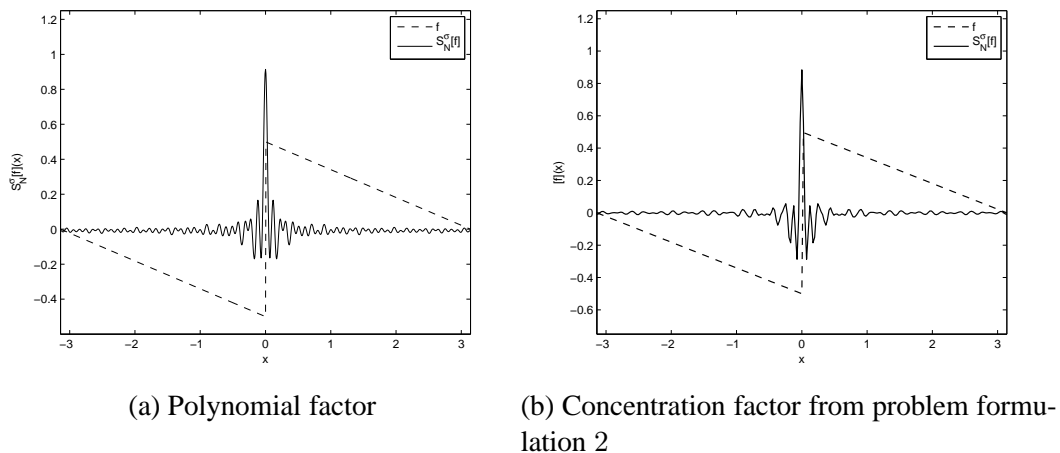 1.2
1
0.8
0.6
0.4
0.2
0
−0.2
−0.4
−3 −2 −1 0 1 2 3
x
S_N^σ[f](x)
f
S_N^σ[f]
(a) Polynomial factor
1.2
1
0.8
0.6
0.4
0.2
0
−0.2
−0.4
−0.6
−3 −2 −1 0 1 2 3
x
[f](x)
f
S_N^σ[f]
(b) Concentration factor from problem formu-
lation 2